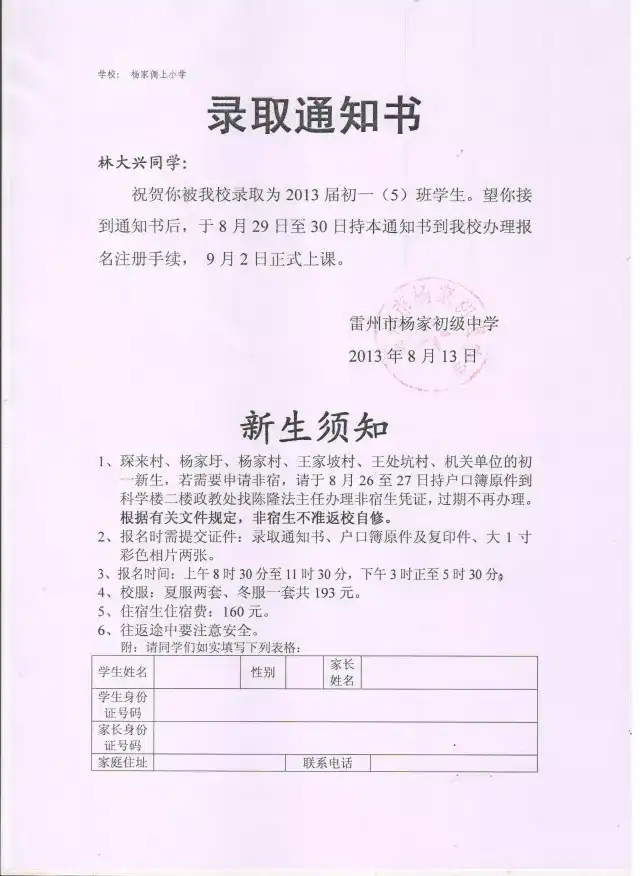 学校： 杨家偶上小学
录取通知书
林大兴同学：
祝贺你被我校录取为 2013 届初一（5）班学生。望你接
到通知书后，于 8 月 29 日至 30 日持本通知书到我校办理报
名注册手续， 9 月 2 日正式上课。
雷州市杨家初级中学
2013 年 8 月 13 日
新生须知
1、琛来村、杨家圩、杨家村、王家坡村、王处坑村、机关单位的初
一新生，若需要申请非宿，请于 8 月 26 至 27 日持户口簿原件到
科学楼二楼政教处找陈隆法主任办理非宿生凭证，过期不再办理。
根据有关文件规定，非宿生不准返校自修。
2、报名时需提交证件：录取通知书、户口簿原件及复印件、大 1 寸
彩色相片两张。
3、报名时间：上午 8 时 30 分至 11 时 30 分，下午 3 时正至 5 时 30 分。
4、校服：夏服两套、冬服一套共 193 元。
5、住宿生住宿费：160 元。
6、往返途中要注意安全。
附：请同学们如实填写下列表格：
学生姓名 性别 家长
姓名
学生身份
证号码
家长身份
证号码
家庭住址 联系电话